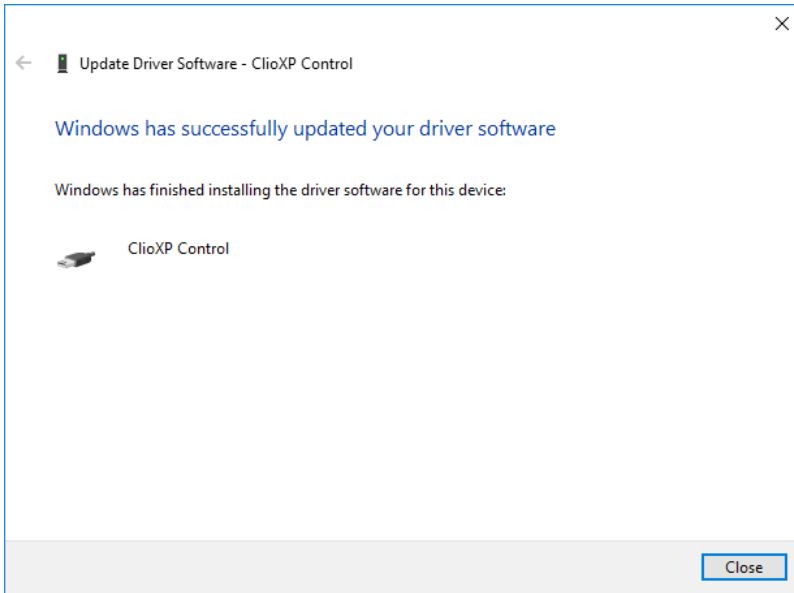 Update Driver Software - ClioXP Control
Windows has successfully updated your driver software
Windows has finished installing the driver software for this device:
ClioXP Control
Close